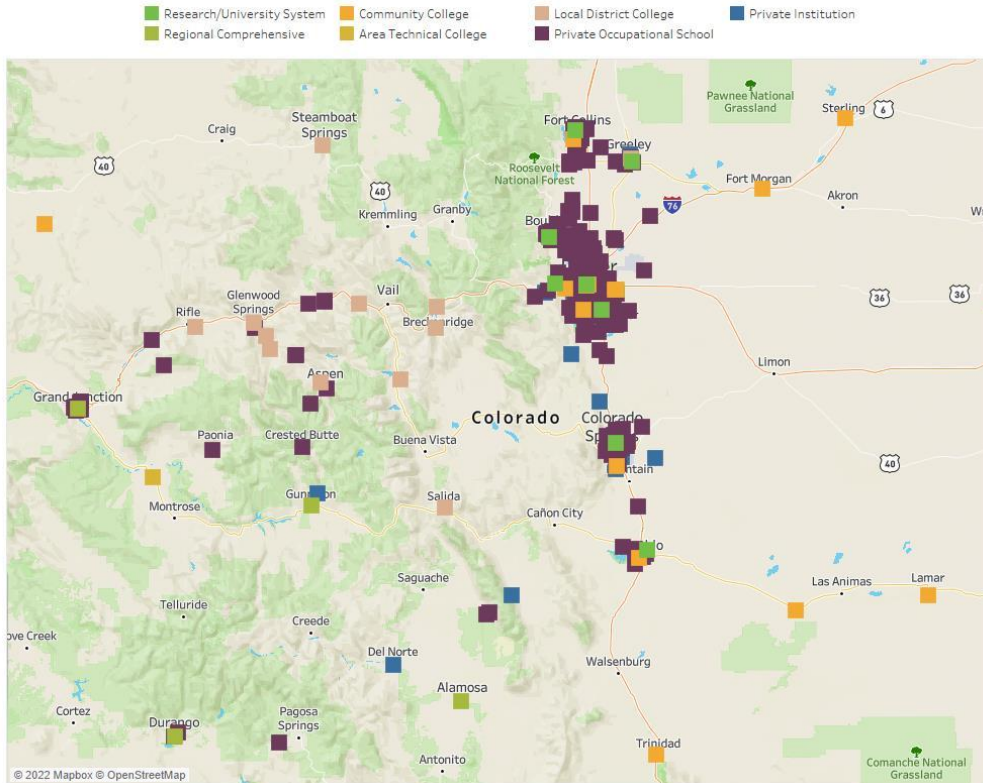 Research/University System
Community College
Local District College
Private Institution
Regional Comprehensive
Area Technical College
Private Occupational School
Pawnee National
Grassland
Sterling
6
Craig
Steamboat
Springs
Fort Collins
Greeley
40
Roosevelt
National Forest
Fort Morgan
40
Akron
76
Granby
Kremmling
Glenwood
Springs
Vail
Rifle
36
36
Limon
Aspen
Grand Junction
Colorado
Colorado
Paonia
Crested Butte
Buena Vista
40
Montrose
Salida
Cañon City
Saguache
Las Animas
Lamar
Telluride
Creede
Del Norte
Walsenburg
Alamosa
Cortez
Durango
Pagosa
Springs
Antonito
Trinidad
Comanche National
Grassland
© 2022 Mapbox © OpenStreetMap